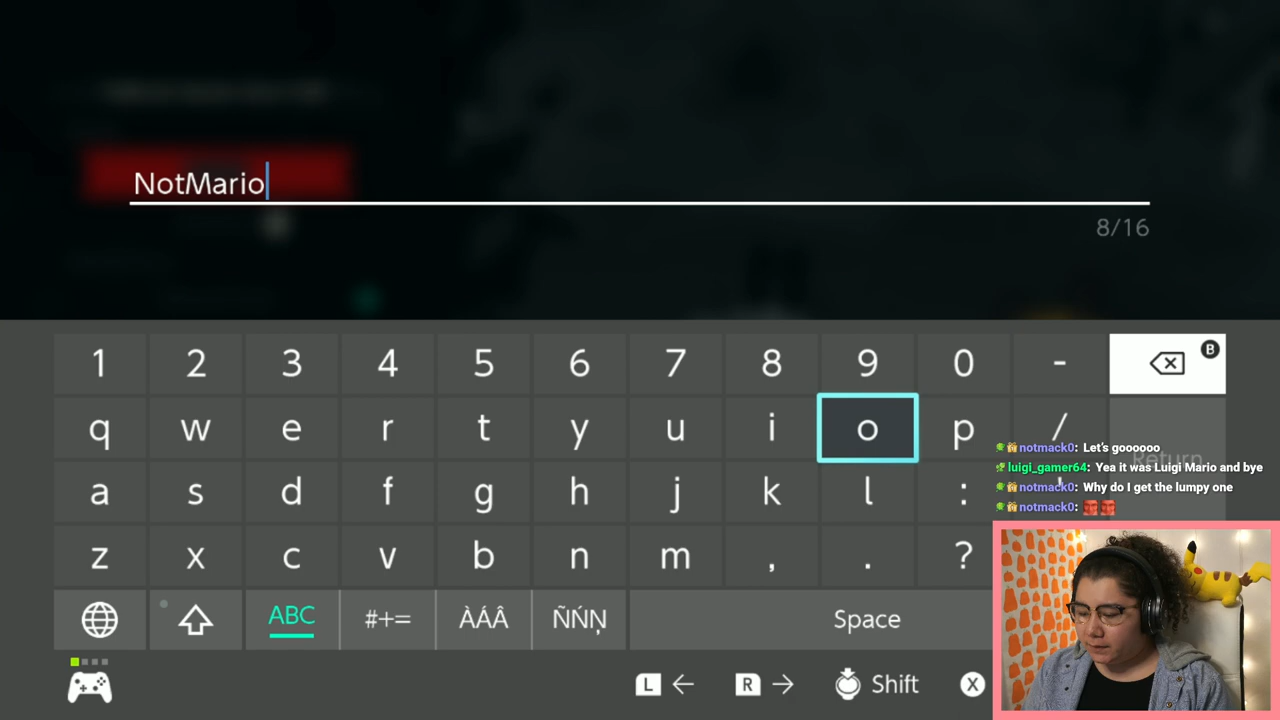 NotMario
8/16
1 2 3 4 5 6 7 8 9 0 - B
q w e r t y u i o p /
Return
a s d f g h j k l : '
z x c v b n m , . ?
ABC #+= ÀÁÂ ÑŃŅ Space
L ← R → Shift X
notmack0: Let's goooooo
luigi_gamer64: Yea it was Luigi Mario and bye
notmack0: Why do I get the lumpy one
notmack0: